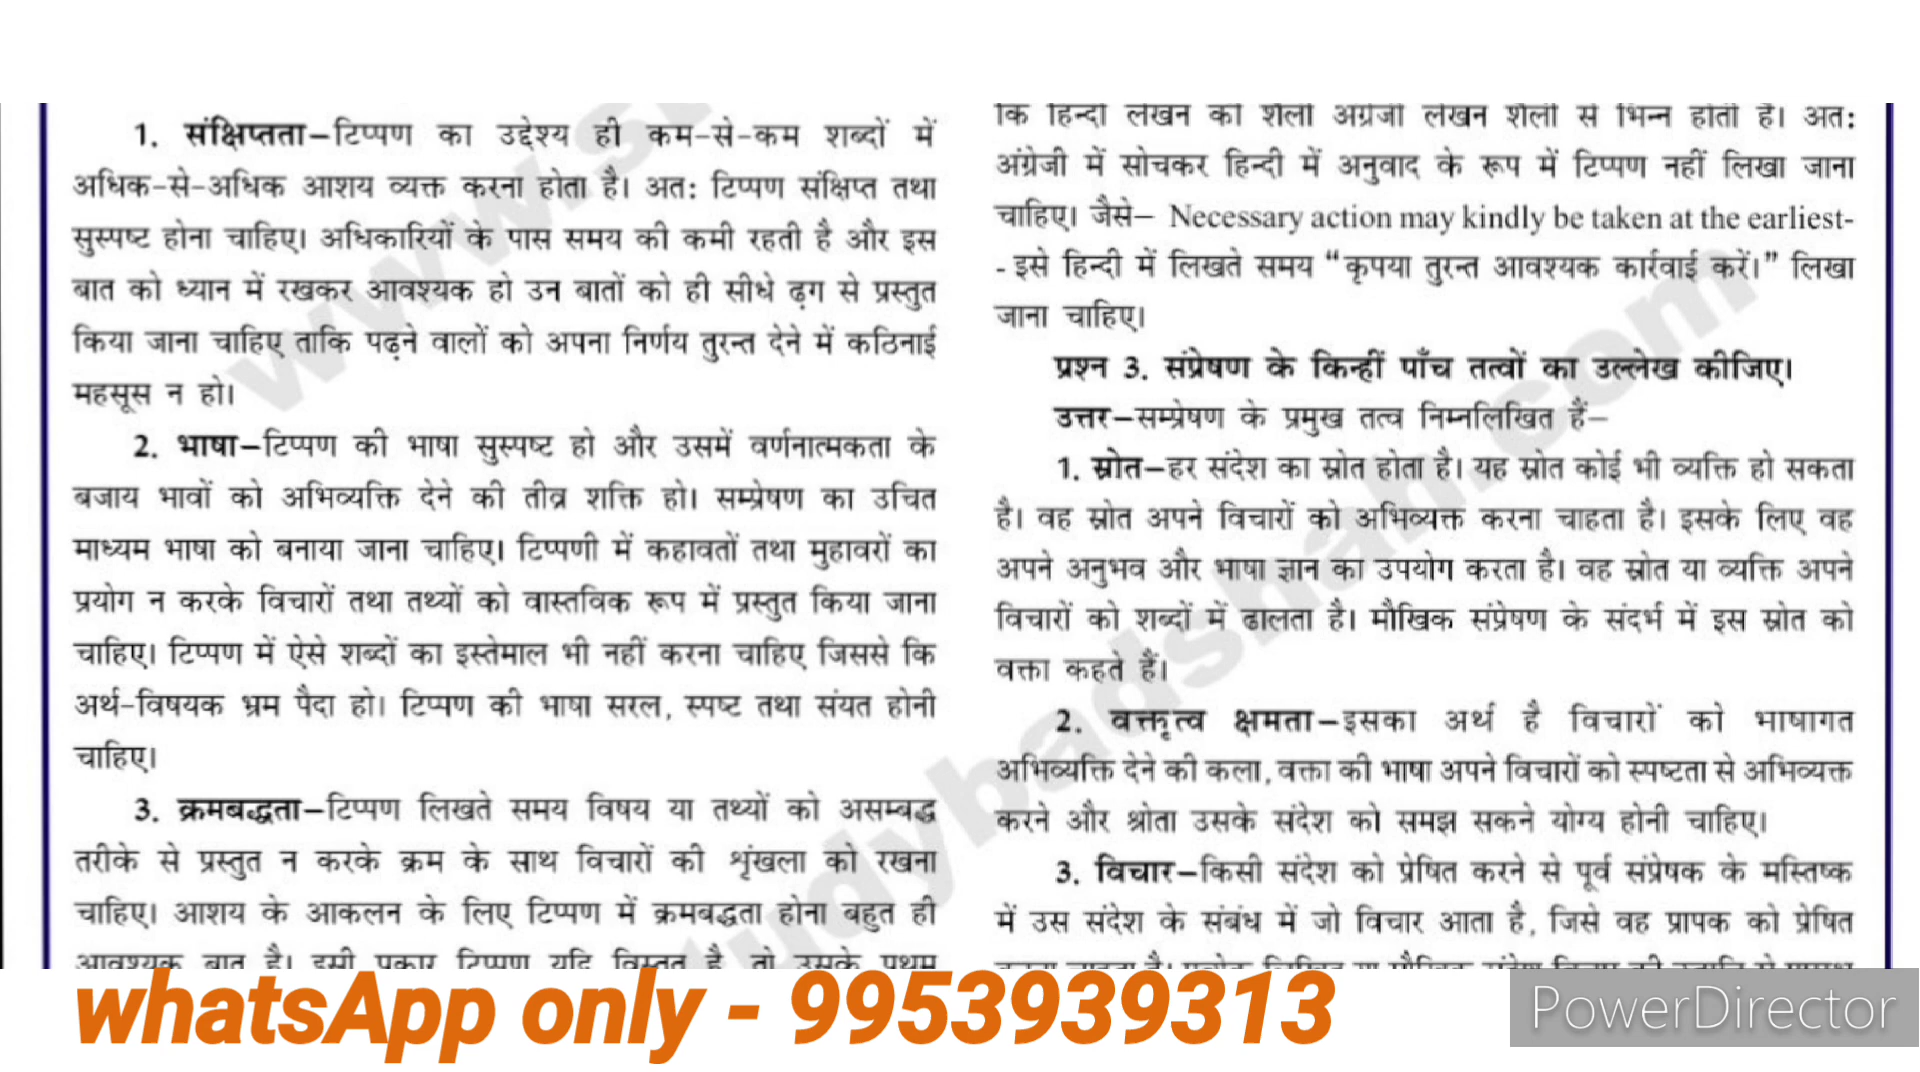 1. संक्षिप्तता–टिप्पण का उद्देश्य ही कम-से-कम शब्दों में
अधिक-से-अधिक आशय व्यक्त करना होता है। अतः टिप्पण संक्षिप्त तथा
सुस्पष्ट होना चाहिए। अधिकारियों के पास समय की कमी रहती है और इस
बात को ध्यान में रखकर आवश्यक हो उन बातों को ही सीधे ढ़ग से प्रस्तुत
किया जाना चाहिए ताकि पढ़ने वालों को अपना निर्णय तुरन्त देने में कठिनाई
महसूस न हो।
2. भाषा–टिप्पण की भाषा सुस्पष्ट हो और उसमें वर्णनात्मकता के
बजाय भावों को अभिव्यक्ति देने की तीव्र शक्ति हो। सम्प्रेषण का उचित
माध्यम भाषा को बनाया जाना चाहिए। टिप्पणी में कहावतों तथा मुहावरों का
प्रयोग न करके विचारों तथा तथ्यों को वास्तविक रूप में प्रस्तुत किया जाना
चाहिए। टिप्पण में ऐसे शब्दों का इस्तेमाल भी नहीं करना चाहिए जिससे कि
अर्थ-विषयक भ्रम पैदा हो। टिप्पण की भाषा सरल, स्पष्ट तथा संयत होनी
चाहिए।
3. क्रमबद्धता–टिप्पण लिखते समय विषय या तथ्यों को असम्बद्ध
तरीके से प्रस्तुत न करके क्रम के साथ विचारों की शृंखला को रखना
चाहिए। आशय के आकलन के लिए टिप्पण में क्रमबद्धता होना बहुत ही
आवश्यक बात है। इसी प्रकार टिप्पण यदि विस्तृत है, तो उसके प्रथम
कि हिन्दी लेखन की शैली अंग्रेजी लेखन शैली से भिन्न होती है। अतः
अंग्रेजी में सोचकर हिन्दी में अनुवाद के रूप में टिप्पण नहीं लिखा जाना
चाहिए। जैसे– Necessary action may kindly be taken at the earliest-
- इसे हिन्दी में लिखते समय “कृपया तुरन्त आवश्यक कार्रवाई करें।” लिखा
जाना चाहिए।
प्रश्न 3. संप्रेषण के किन्हीं पाँच तत्वों का उल्लेख कीजिए।
उत्तर–सम्प्रेषण के प्रमुख तत्व निम्नलिखित हैं–
1. स्रोत–हर संदेश का स्रोत होता है। यह स्रोत कोई भी व्यक्ति हो सकता
है। वह स्रोत अपने विचारों को अभिव्यक्त करना चाहता है। इसके लिए वह
अपने अनुभव और भाषा ज्ञान का उपयोग करता है। वह स्रोत या व्यक्ति अपने
विचारों को शब्दों में ढालता है। मौखिक संप्रेषण के संदर्भ में इस स्रोत को
वक्ता कहते हैं।
2. वक्तृत्व क्षमता–इसका अर्थ है विचारों को भाषागत
अभिव्यक्ति देने की कला, वक्ता की भाषा अपने विचारों को स्पष्टता से अभिव्यक्त
करने और श्रोता उसके संदेश को समझ सकने योग्य होनी चाहिए।
3. विचार–किसी संदेश को प्रेषित करने से पूर्व संप्रेषक के मस्तिष्क
में उस संदेश के संबंध में जो विचार आता है, जिसे वह प्रापक को प्रेषित
whatsApp only - 9953939313
PowerDirector